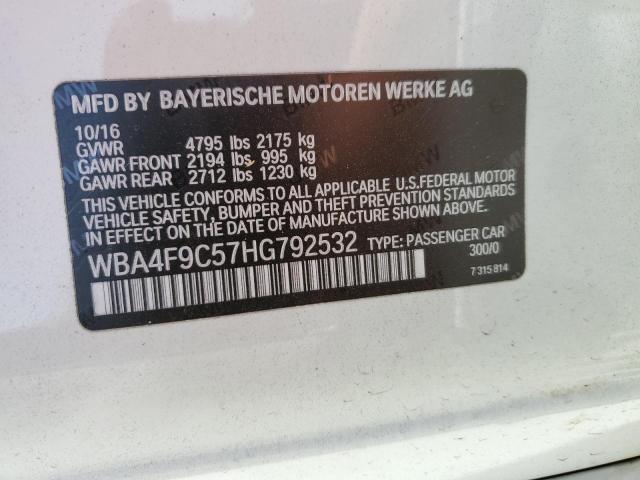 MFD BY BAYERISCHE MOTOREN WERKE AG
10/16
GVWR 4795 lbs 2175 kg
GAWR FRONT 2194 lbs 995 kg
GAWR REAR 2712 lbs 1230 kg
THIS VEHICLE CONFORMS TO ALL APPLICABLE U.S.FEDERAL MOTOR
VEHICLE SAFETY, BUMPER AND THEFT PREVENTION STANDARDS
IN EFFECT ON THE DATE OF MANUFACTURE SHOWN ABOVE.
WBA4F9C57HG792532 TYPE: PASSENGER CAR
300/0
7 315 814